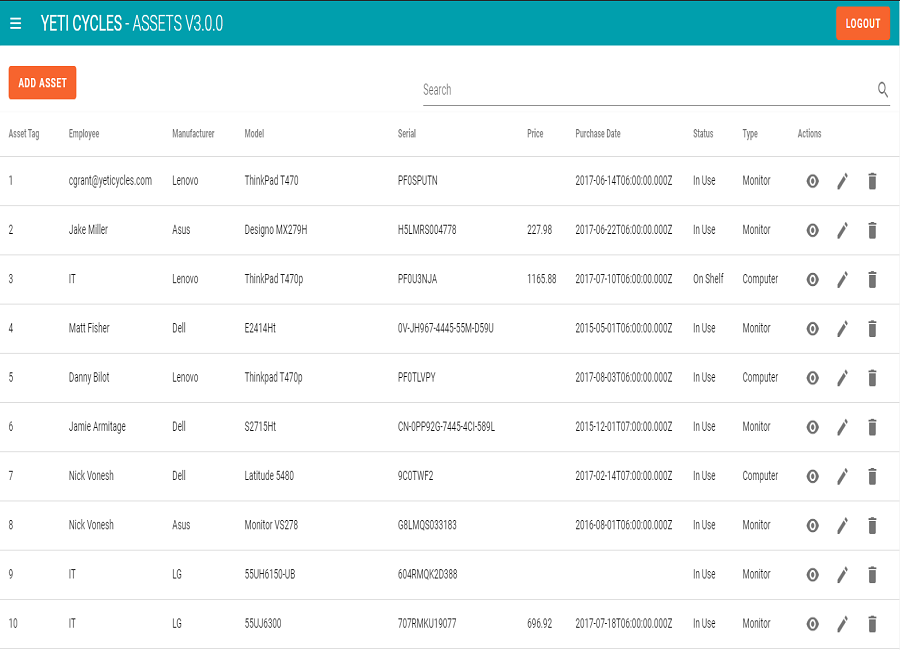 YETI CYCLES - ASSETS V3.0.0 LOGOUT
ADD ASSET Search
Asset Tag Employee Manufacturer Model Serial Price Purchase Date Status Type Actions
1 cgrant@yeticycles.com Lenovo ThinkPad T470 PF0SPUTN 2017-06-14T06:00:00.000Z In Use Monitor
2 Jake Miller Asus Designo MX279H H5LMRS004778 227.98 2017-06-22T06:00:00.000Z In Use Monitor
3 IT Lenovo ThinkPad T470p PF0U3NJA 1165.88 2017-07-10T06:00:00.000Z On Shelf Computer
4 Matt Fisher Dell E2414Ht 0V-JH967-4445-55M-D59U 2015-05-01T06:00:00.000Z In Use Monitor
5 Danny Bilot Lenovo Thinkpad T470p PF0TLVPY 2017-08-03T06:00:00.000Z In Use Computer
6 Jamie Armitage Dell S2715Ht CN-0PP92G-7445-4CI-589L 2015-12-01T07:00:00.000Z In Use Monitor
7 Nick Vonesh Dell Latitude 5480 9C0TWF2 2017-02-14T07:00:00.000Z In Use Computer
8 Nick Vonesh Asus Monitor VS278 G8LMQS033183 2016-08-01T06:00:00.000Z In Use Monitor
9 IT LG 55UH6150-UB 604RMQK2D388 In Use Monitor
10 IT LG 55UJ6300 707RMKU19077 696.92 2017-07-18T06:00:00.000Z In Use Monitor